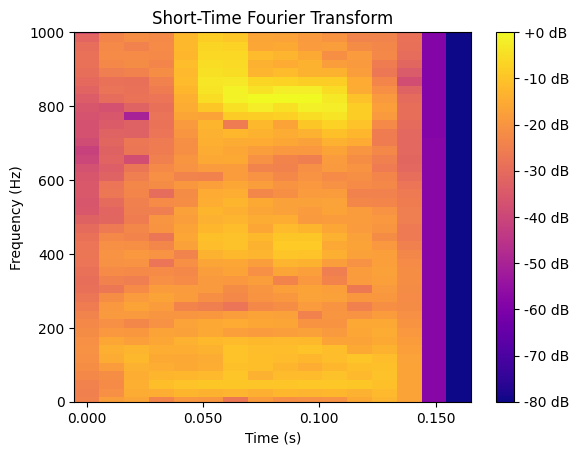 Short-Time Fourier Transform
1000
800
600
400
200
0
Frequency (Hz)
0.000
0.050
0.100
0.150
Time (s)
+0 dB
-10 dB
-20 dB
-30 dB
-40 dB
-50 dB
-60 dB
-70 dB
-80 dB